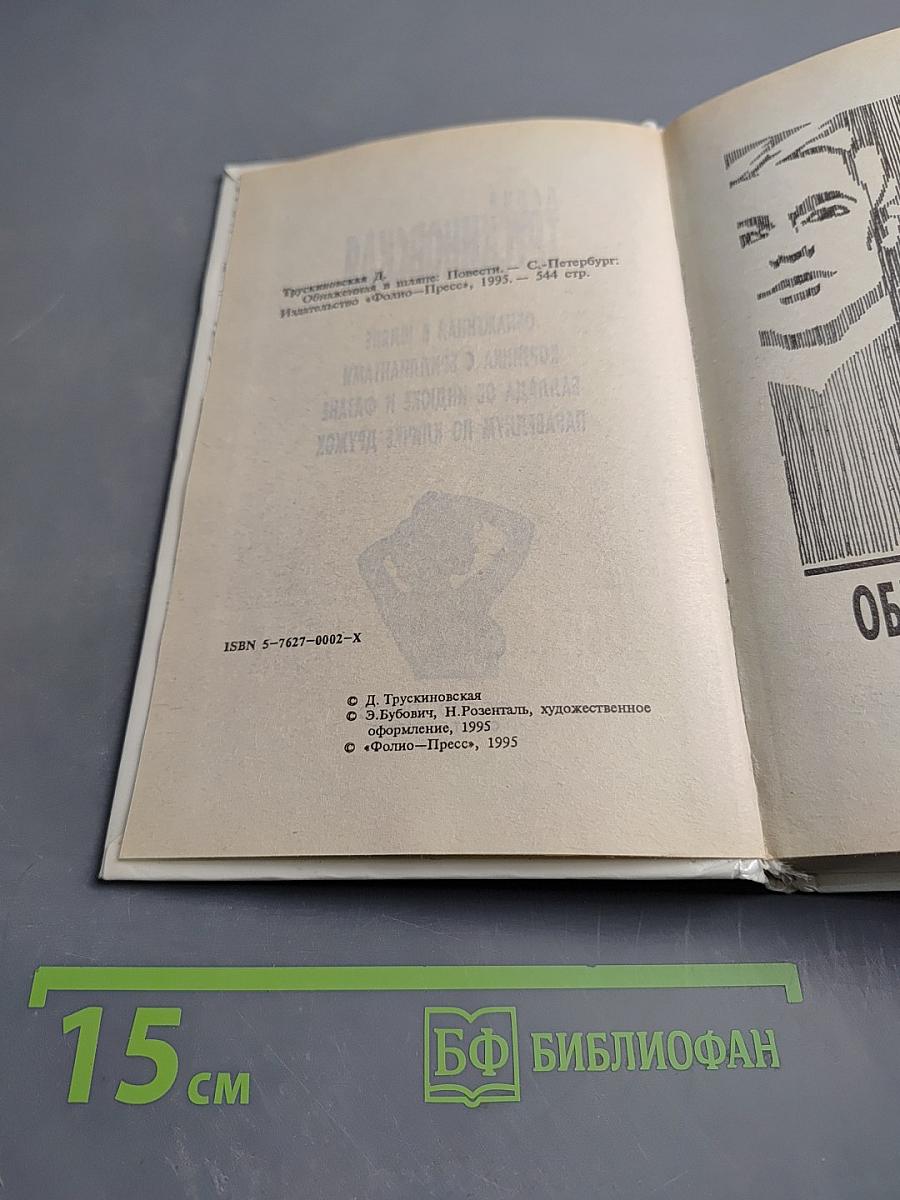 Трускиновская Д.
Обнаженная в шляпе: Повести. — С.-Петербург:
Издательство «Фолио—Пресс», 1995. — 544 стр.
ISBN 5-7627-0002-X
© Д. Трускиновская
© Э.Бубович, Н.Розенталь, художественное
оформление, 1995
© «Фолио—Пресс», 1995
ОБ
15 см
БФ БИБЛИОФАН